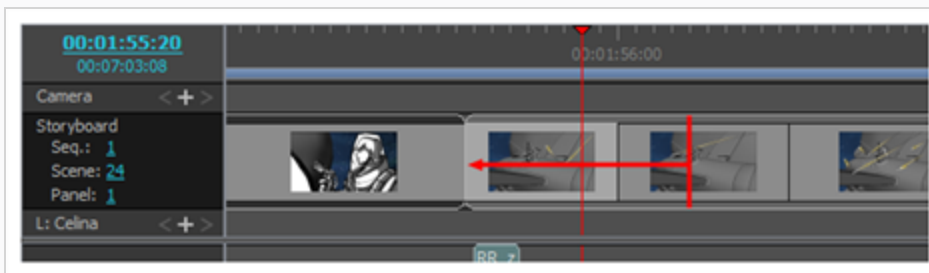 00:01:55:20
00:07:03:08
00:01:56:00
Camera < + >
Storyboard
Seq.: 1
Scene: 24
Panel: 1
L: Celina < + >
RR_z